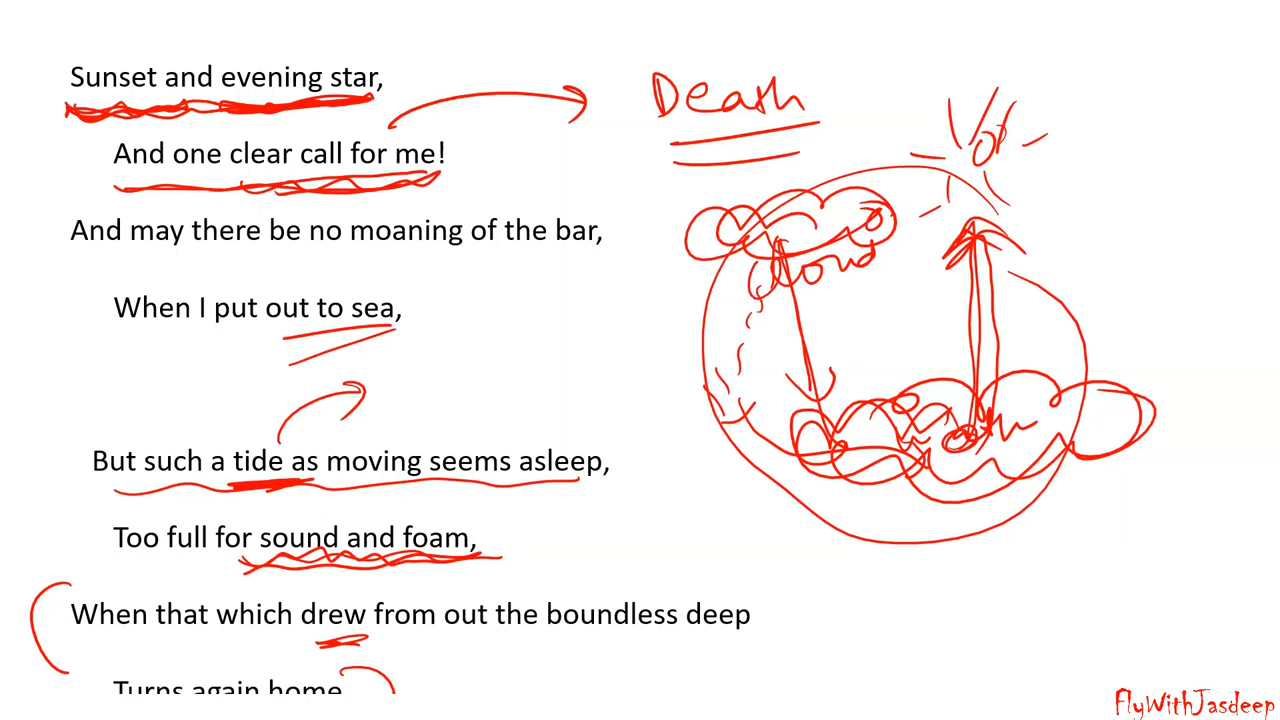 Sunset and evening star,
And one clear call for me!
And may there be no moaning of the bar,
When I put out to sea,
But such a tide as moving seems asleep,
Too full for sound and foam,
When that which drew from out the boundless deep
Turns again home
Death
cloud
FlyWithJasdeep